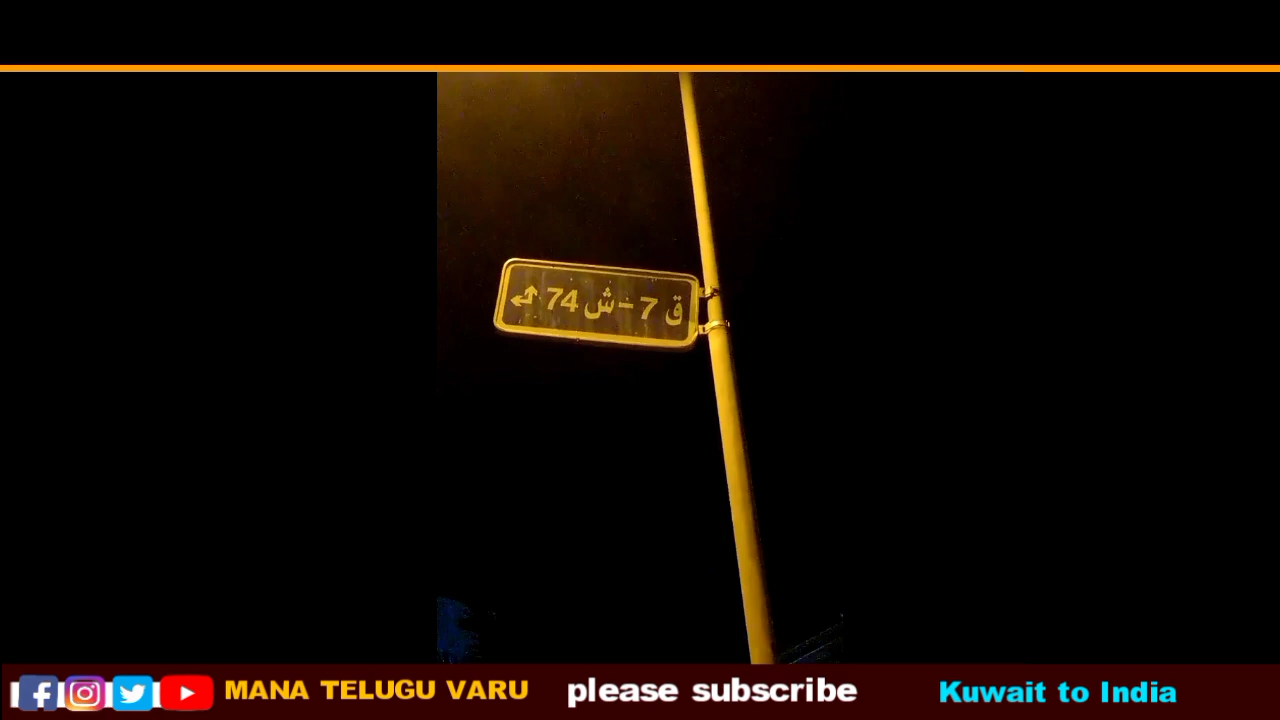 ق 7 – ش 74
MANA TELUGU VARU please subscribe Kuwait to India